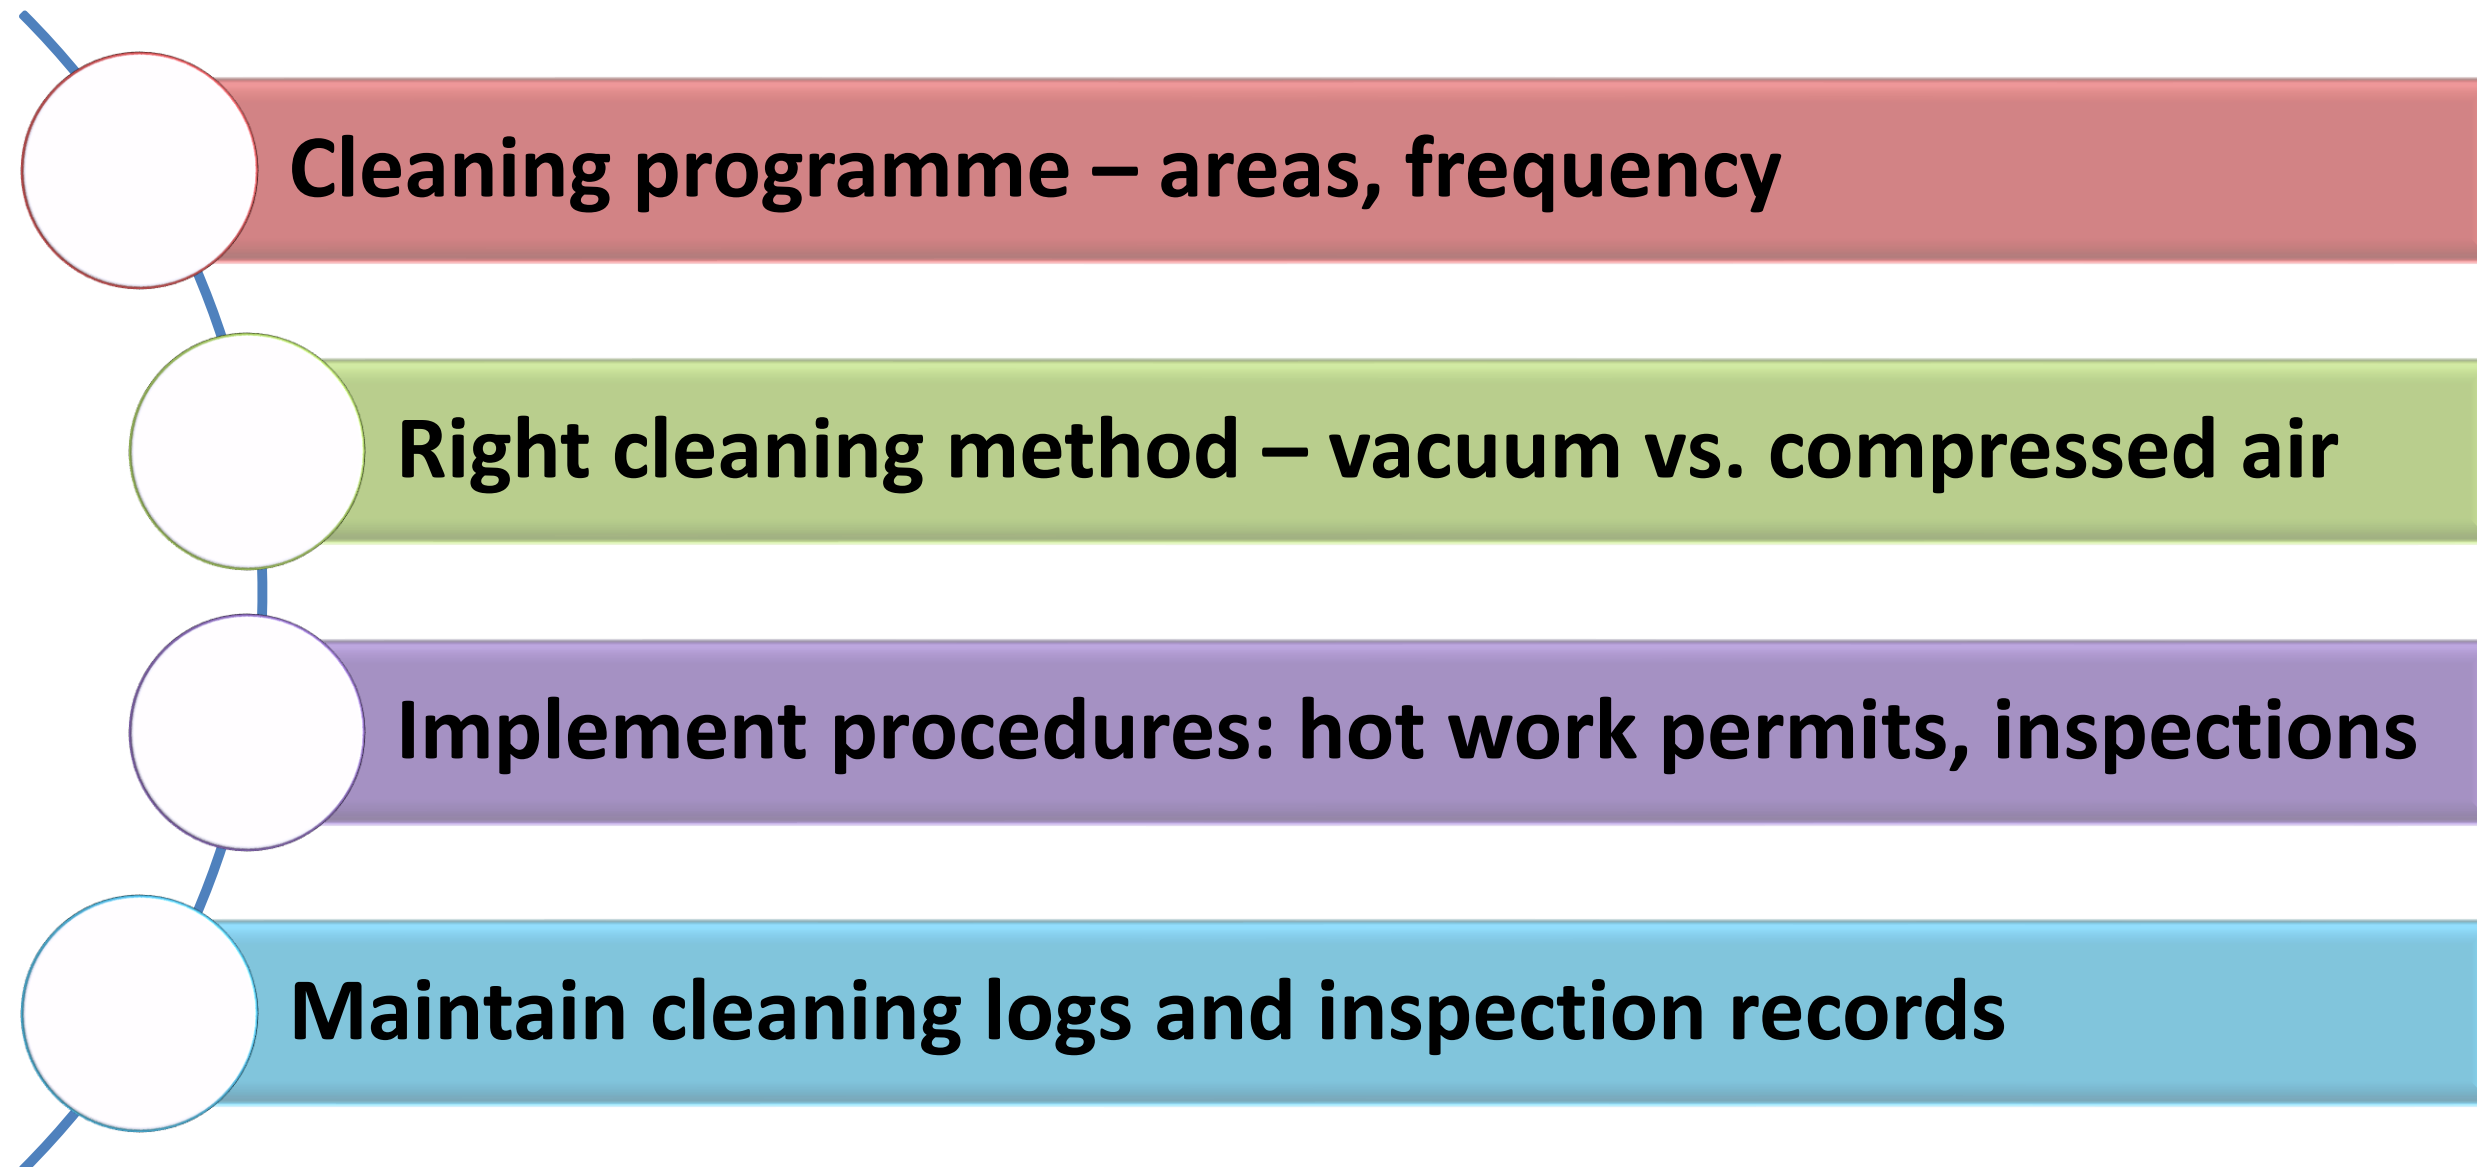 Cleaning programme – areas, frequency
Right cleaning method – vacuum vs. compressed air
Implement procedures: hot work permits, inspections
Maintain cleaning logs and inspection records